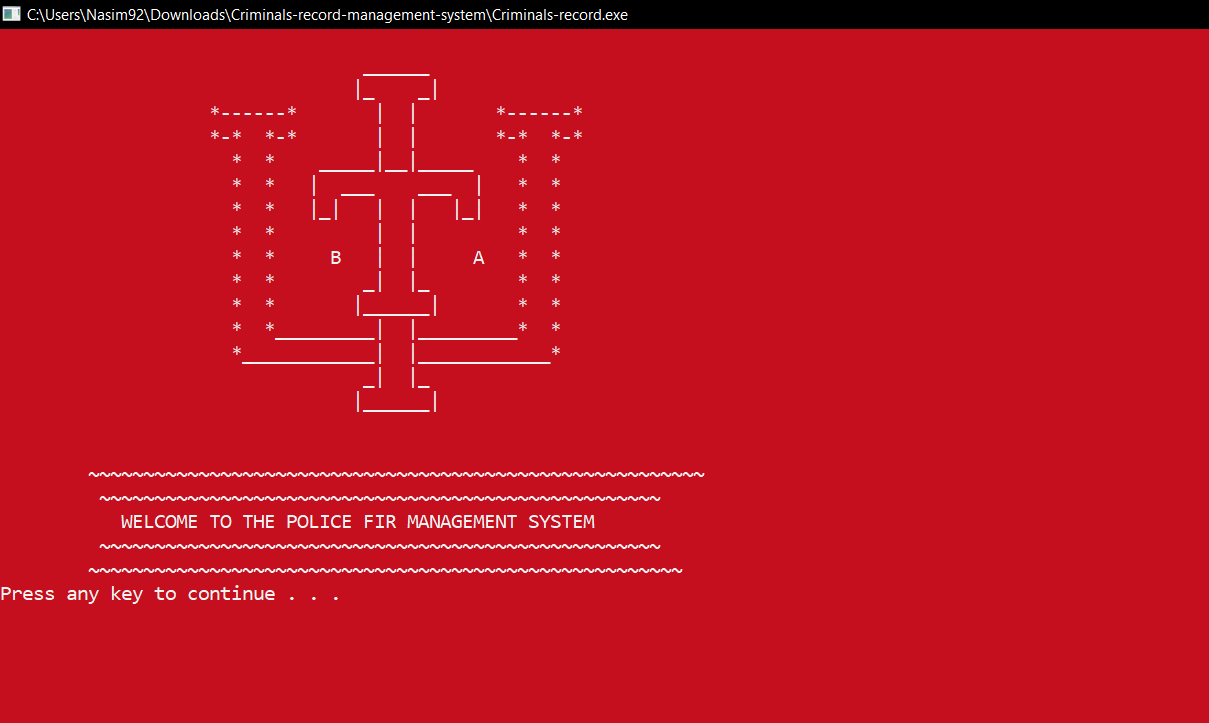 C:\Users\Nasim92\Downloads\Criminals-record-management-system\Criminals-record.exe
B A
WELCOME TO THE POLICE FIR MANAGEMENT SYSTEM
Press any key to continue . . .